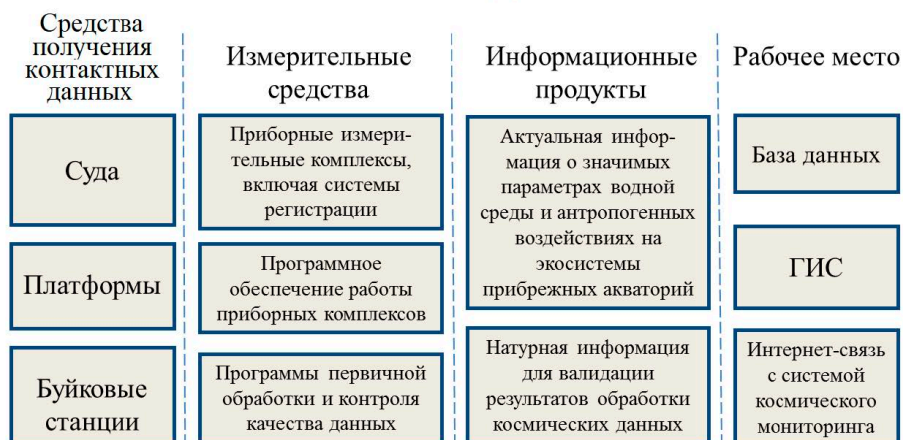 Средства
получения
контактных
данных
Суда
Платформы
Буйковые
станции
Измерительные
средства
Приборные измери-
тельные комплексы,
включая системы
регистрации
Программное
обеспечение работы
приборных комплексов
Программы первичной
обработки и контроля
качества данных
Информационные
продукты
Актуальная инфор-
мация о значимых
параметрах водной
среды и антропогенных
воздействиях на
экосистемы
прибрежных акваторий
Натурная информация
для валидации
результатов обработки
космических данных
Рабочее место
База данных
ГИС
Интернет-связь
с системой
космического
мониторинга